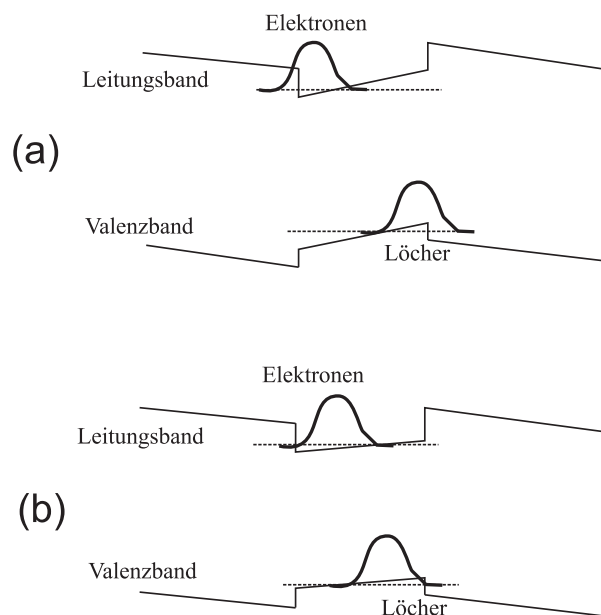 Elektronen
Leitungsband
(a)
Valenzband
Löcher
Elektronen
Leitungsband
(b)
Valenzband
Löcher